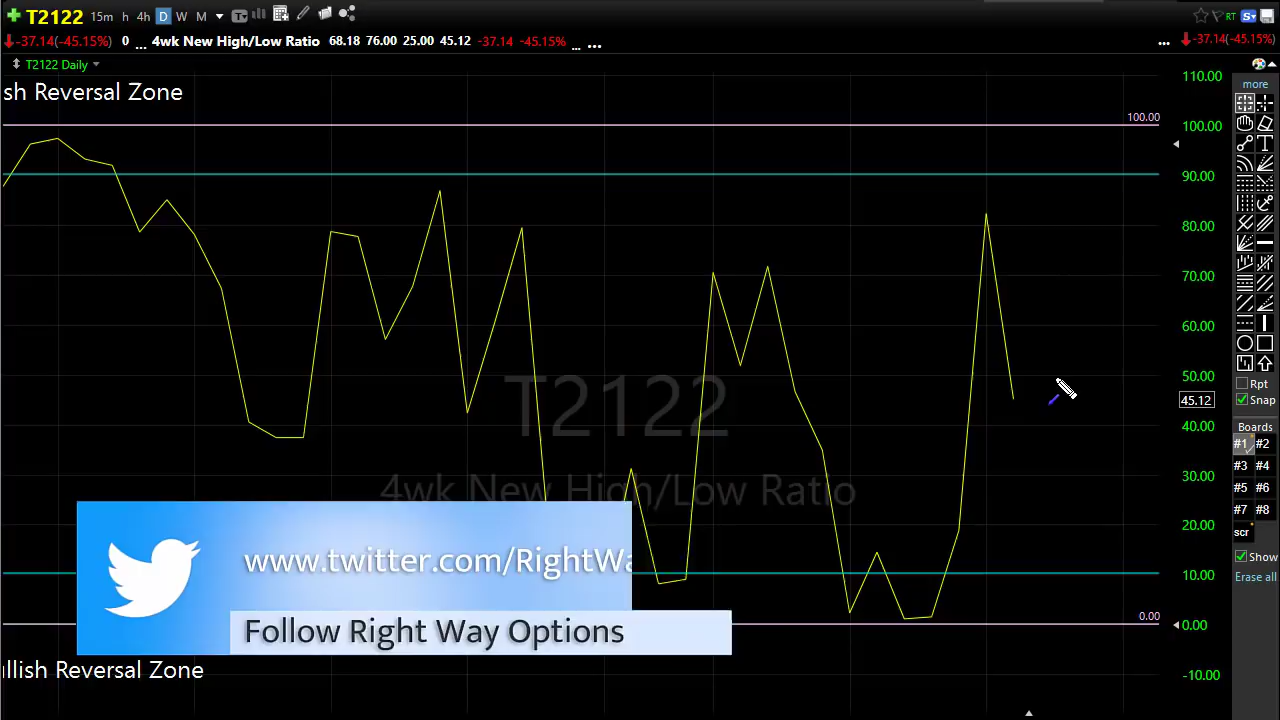 T2122 15m h 4h D W M RT
-37.14(-45.15%) 0 ... 4wk New High/Low Ratio 68.18 76.00 25.00 45.12 -37.14 -45.15% ... ... -37.14(-45.15%)
T2122 Daily
sh Reversal Zone
110.00
100.00 100.00
90.00
80.00
70.00
60.00
50.00
45.12
40.00
30.00
20.00
10.00
0.00 0.00
-10.00
T2122
4wk New High/Low Ratio
www.twitter.com/RightWa
Follow Right Way Options
llish Reversal Zone
more
Rpt
Snap
Boards
#1 #2
#3 #4
#5 #6
#7 #8
scr
Show
Erase all